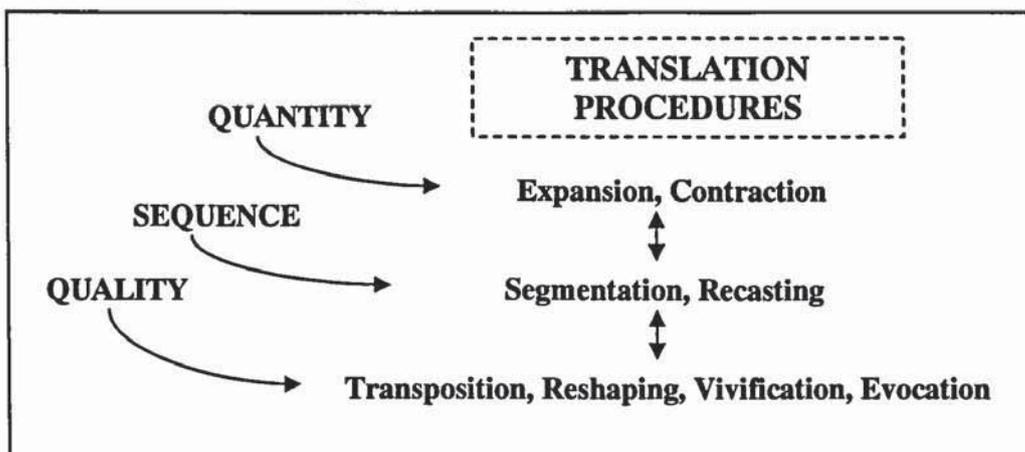 TRANSLATION
PROCEDURES
QUANTITY
Expansion, Contraction
SEQUENCE
Segmentation, Recasting
QUALITY
Transposition, Reshaping, Vivification, Evocation